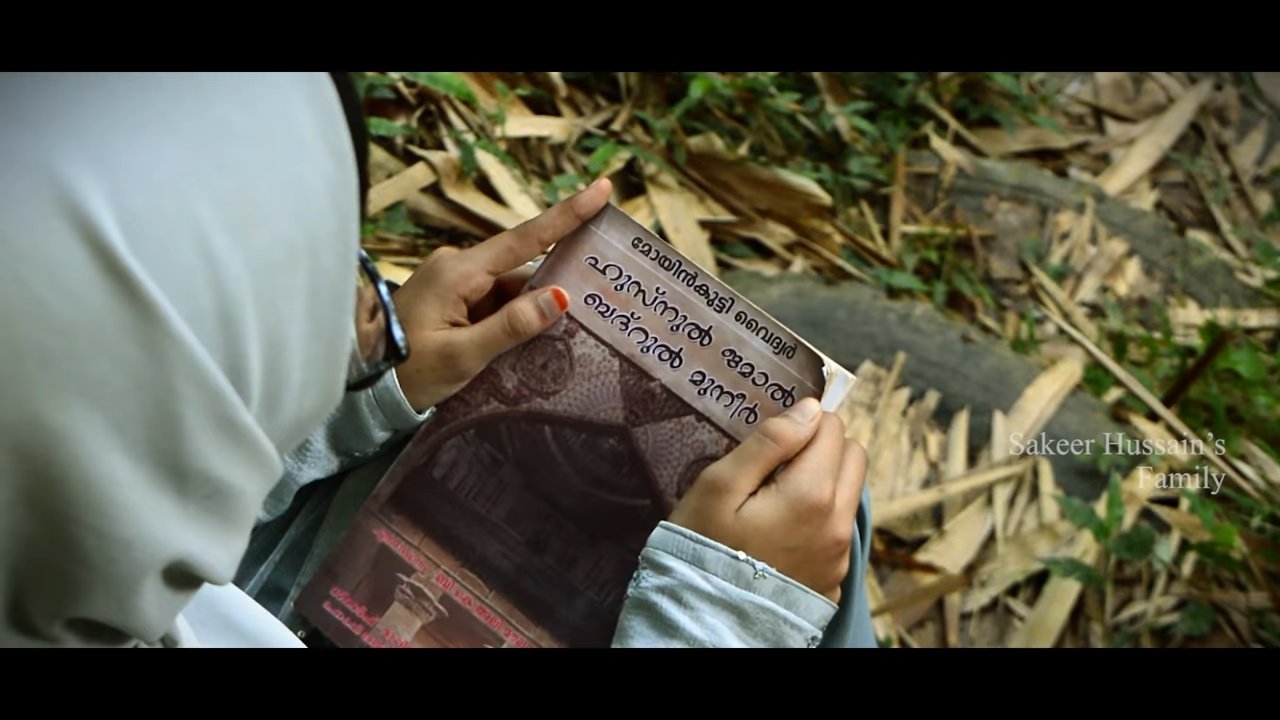 മോയിൻകുട്ടി വൈദ്യർ
ഹുസ്നുൽ ജമാൽ
ബദ്റുൽ മുനീർ
Sakeer Hussain's
Family